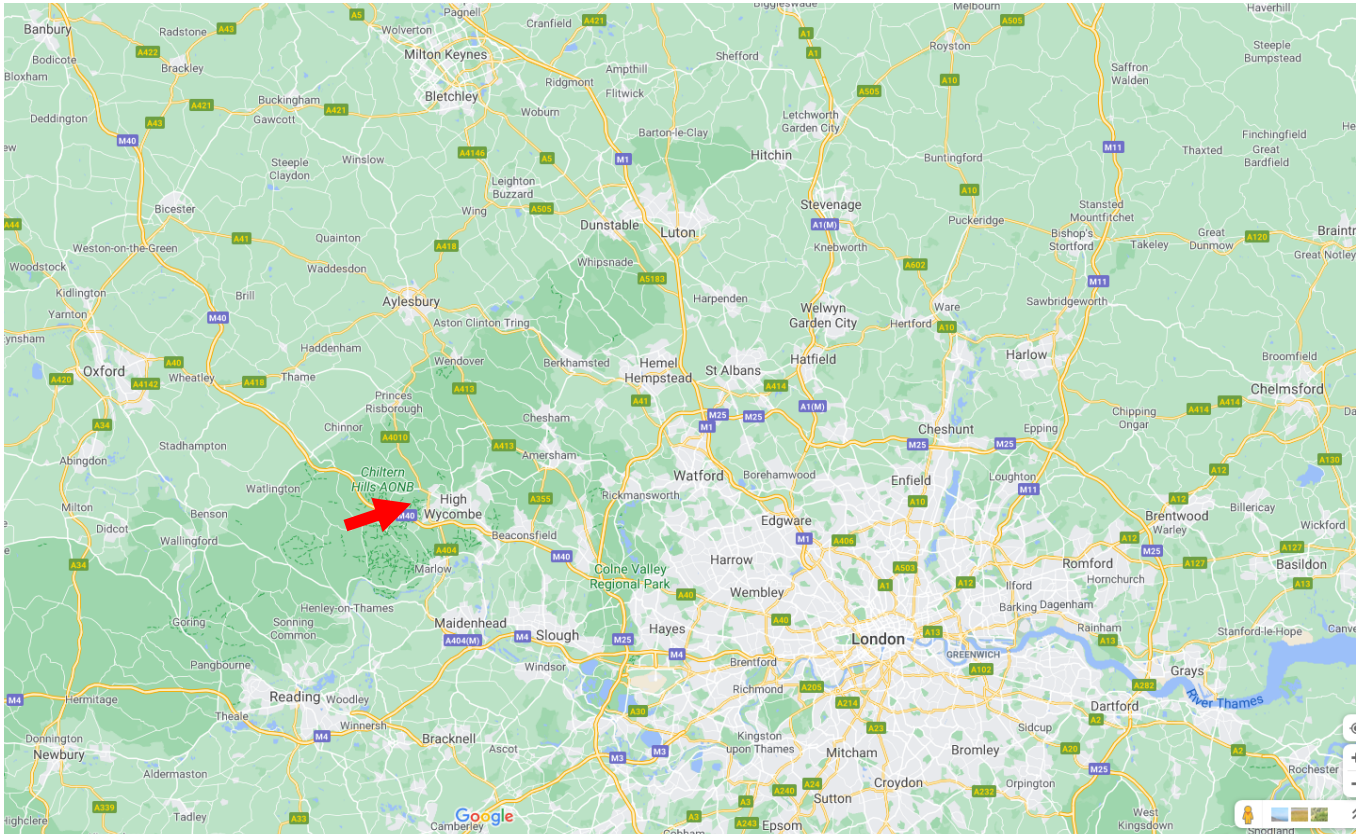 Pagnell
Biggleswade
Melbourn
Haverhill
Banbury
Radstone
A43
A5
Wolverton
Cranfield
A421
A1
A505
Royston
Steeple
Bumpstead
Bodicote
A422
Brackley
Milton Keynes
Shefford
A1
Bloxham
Ampthill
Saffron
Walden
Ridgmont
Flitwick
A10
Buckingham
A421
A421
Bletchley
Gawcott
Woburn
A505
Letchworth
Garden City
Deddington
A43
M40
Barton-le-Clay
Finchingfield
Great
Bardfield
Thaxted
M11
Steeple
Claydon
Winslow
A4146
A5
M1
Hitchin
Buntingford
Leighton
Buzzard
A10
Bicester
Wing
A505
Stevenage
Stansted
Mountfitchet
A44
Dunstable
Luton
A1(M)
Puckeridge
Weston-on-the-Green
A41
Quainton
A418
Knebworth
Bishop's
Stortford
Takeley
Great
Dunmow
A120
Braintr
Great Notley
Woodstock
Waddesdon
Whipsnade
A5183
A602
M11
Kidlington
Brill
Aylesbury
Harpenden
Sawbridgeworth
Yarnton
M40
Aston Clinton
Tring
Welwyn
Garden City
Hertford
Ware
A10
Eynsham
Haddenham
Wendover
Berkhamsted
Hemel
Hempstead
Hatfield
Harlow
Broomfield
Oxford
A40
St Albans
A420
A4142
Wheatley
A418
Thame
A413
A414
Chelmsford
Princes
Risborough
A41
A1(M)
A34
Chesham
M25
M25
M1
Chipping
Ongar
A414
A414
Chinnor
A4010
Cheshunt
Epping
Stadhampton
A413
M25
M25
Abingdon
Amersham
A12
A130
Chiltern
Hills AONB
Watford
Borehamwood
Enfield
Loughton
M11
Watlington
High
Wycombe
A355
Rickmansworth
A10
A12
Milton
Benson
M40
Edgware
Brentwood
Warley
Billericay
Didcot
Wallingford
Beaconsfield
M1
A406
A12
Wickford
A404
M40
Harrow
M25
A127
Basildon
A34
Marlow
Colne Valley
Regional Park
A503
Romford
A127
Hornchurch
A1
A12
Ilford
A13
Henley-on-Thames
A40
Wembley
Barking
Dagenham
Goring
Sonning
Common
Maidenhead
A40
Rainham
A404(M)
M4
Slough
M25
Hayes
London
A13
A13
Stanford-le-Hope
Canve
Pangbourne
Windsor
M4
Brentford
GREENWICH
A102
Grays
Reading
Woodley
Richmond
A205
A282
M4
Hermitage
A30
A214
River Thames
Dartford
Theale
Winnersh
A23
A2
M4
Bracknell
Kingston
upon Thames
Sidcup
Donnington
Newbury
Ascot
M3
M3
Mitcham
Bromley
A20
A2
Rochester
Aldermaston
Croydon
M25
A240
A24
A232
Orpington
A339
Tadley
A33
Google
Camberley
A3
A3
Sutton
A243
Epsom
West
Kingsdown
Highclere
Cobham
Snodland